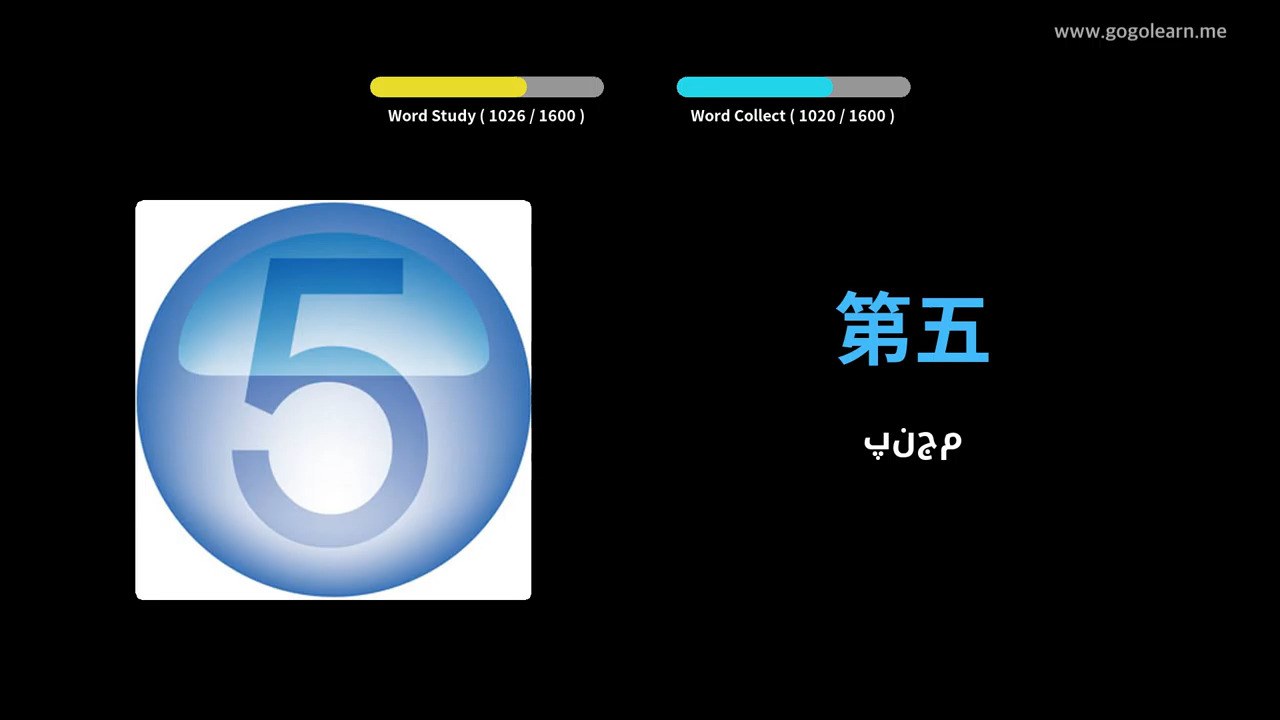 www.gogolearn.me
Word Study ( 1026 / 1600 )
Word Collect ( 1020 / 1600 )
5
第五
پنجم